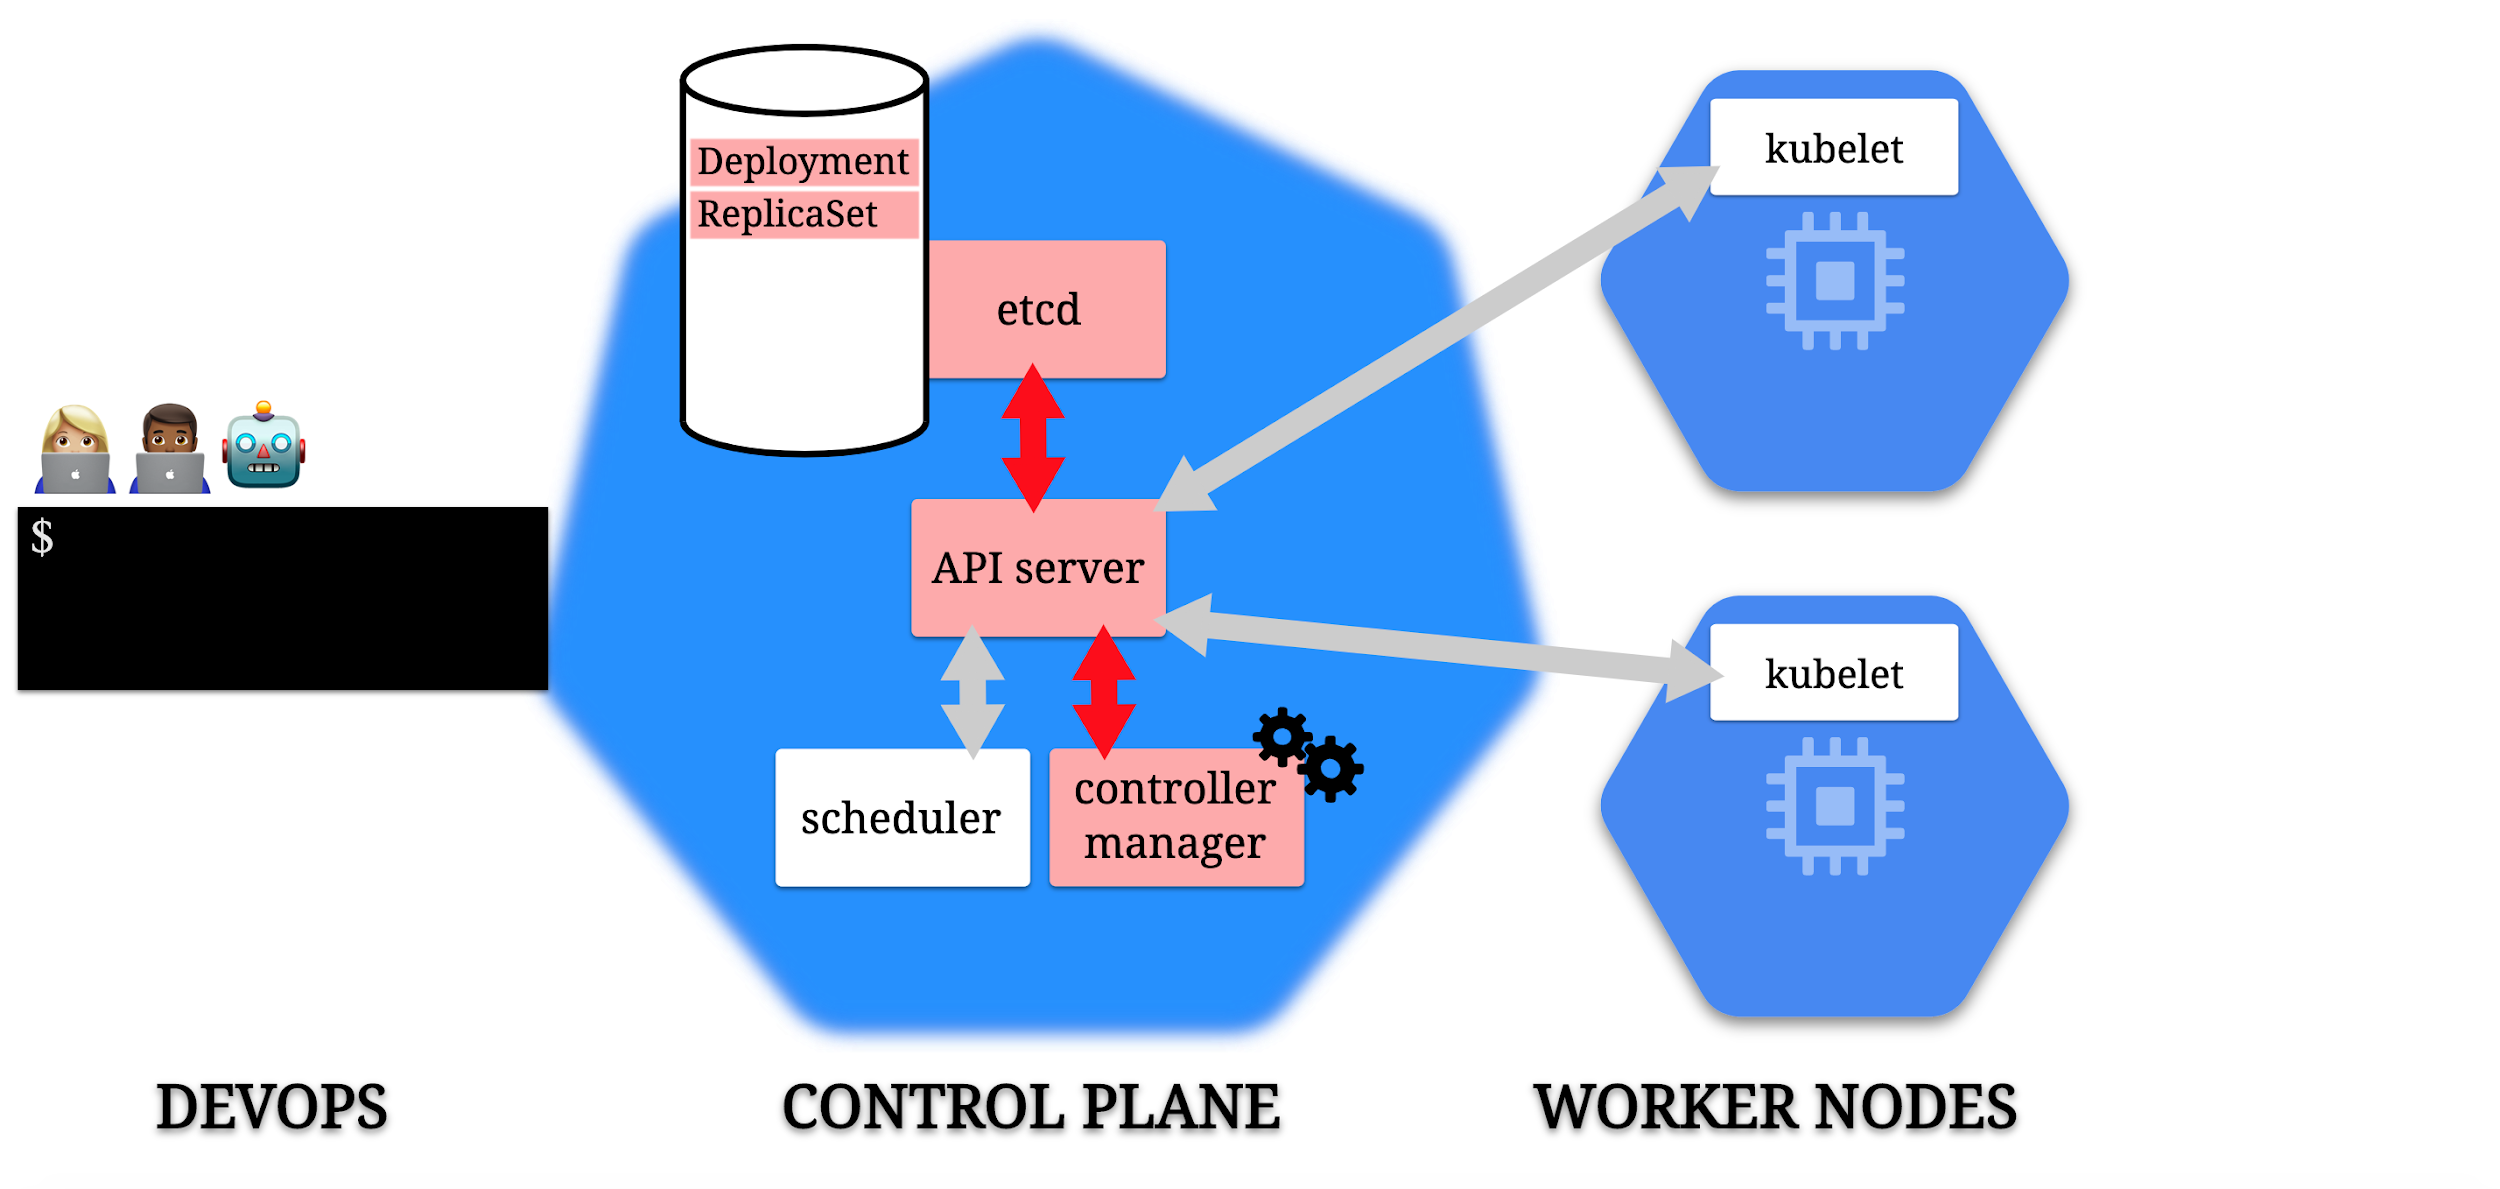 Deployment
ReplicaSet
etcd
$
API server
scheduler
controller
manager
kubelet
kubelet
DEVOPS
CONTROL PLANE
WORKER NODES